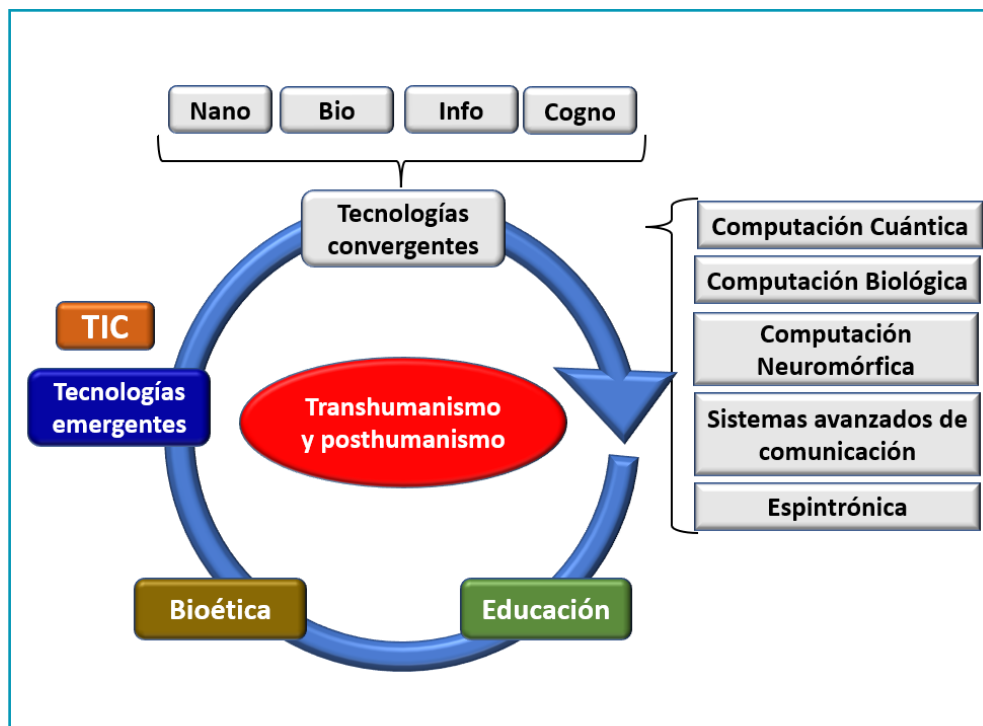 Nano
Bio
Info
Cogno
Tecnologías
convergentes
Computación Cuántica
Computación Biológica
Computación
Neuromórfica
Sistemas avanzados de
comunicación
Espintrónica
TIC
Tecnologías
emergentes
Transhumanismo
y posthumanismo
Bioética
Educación